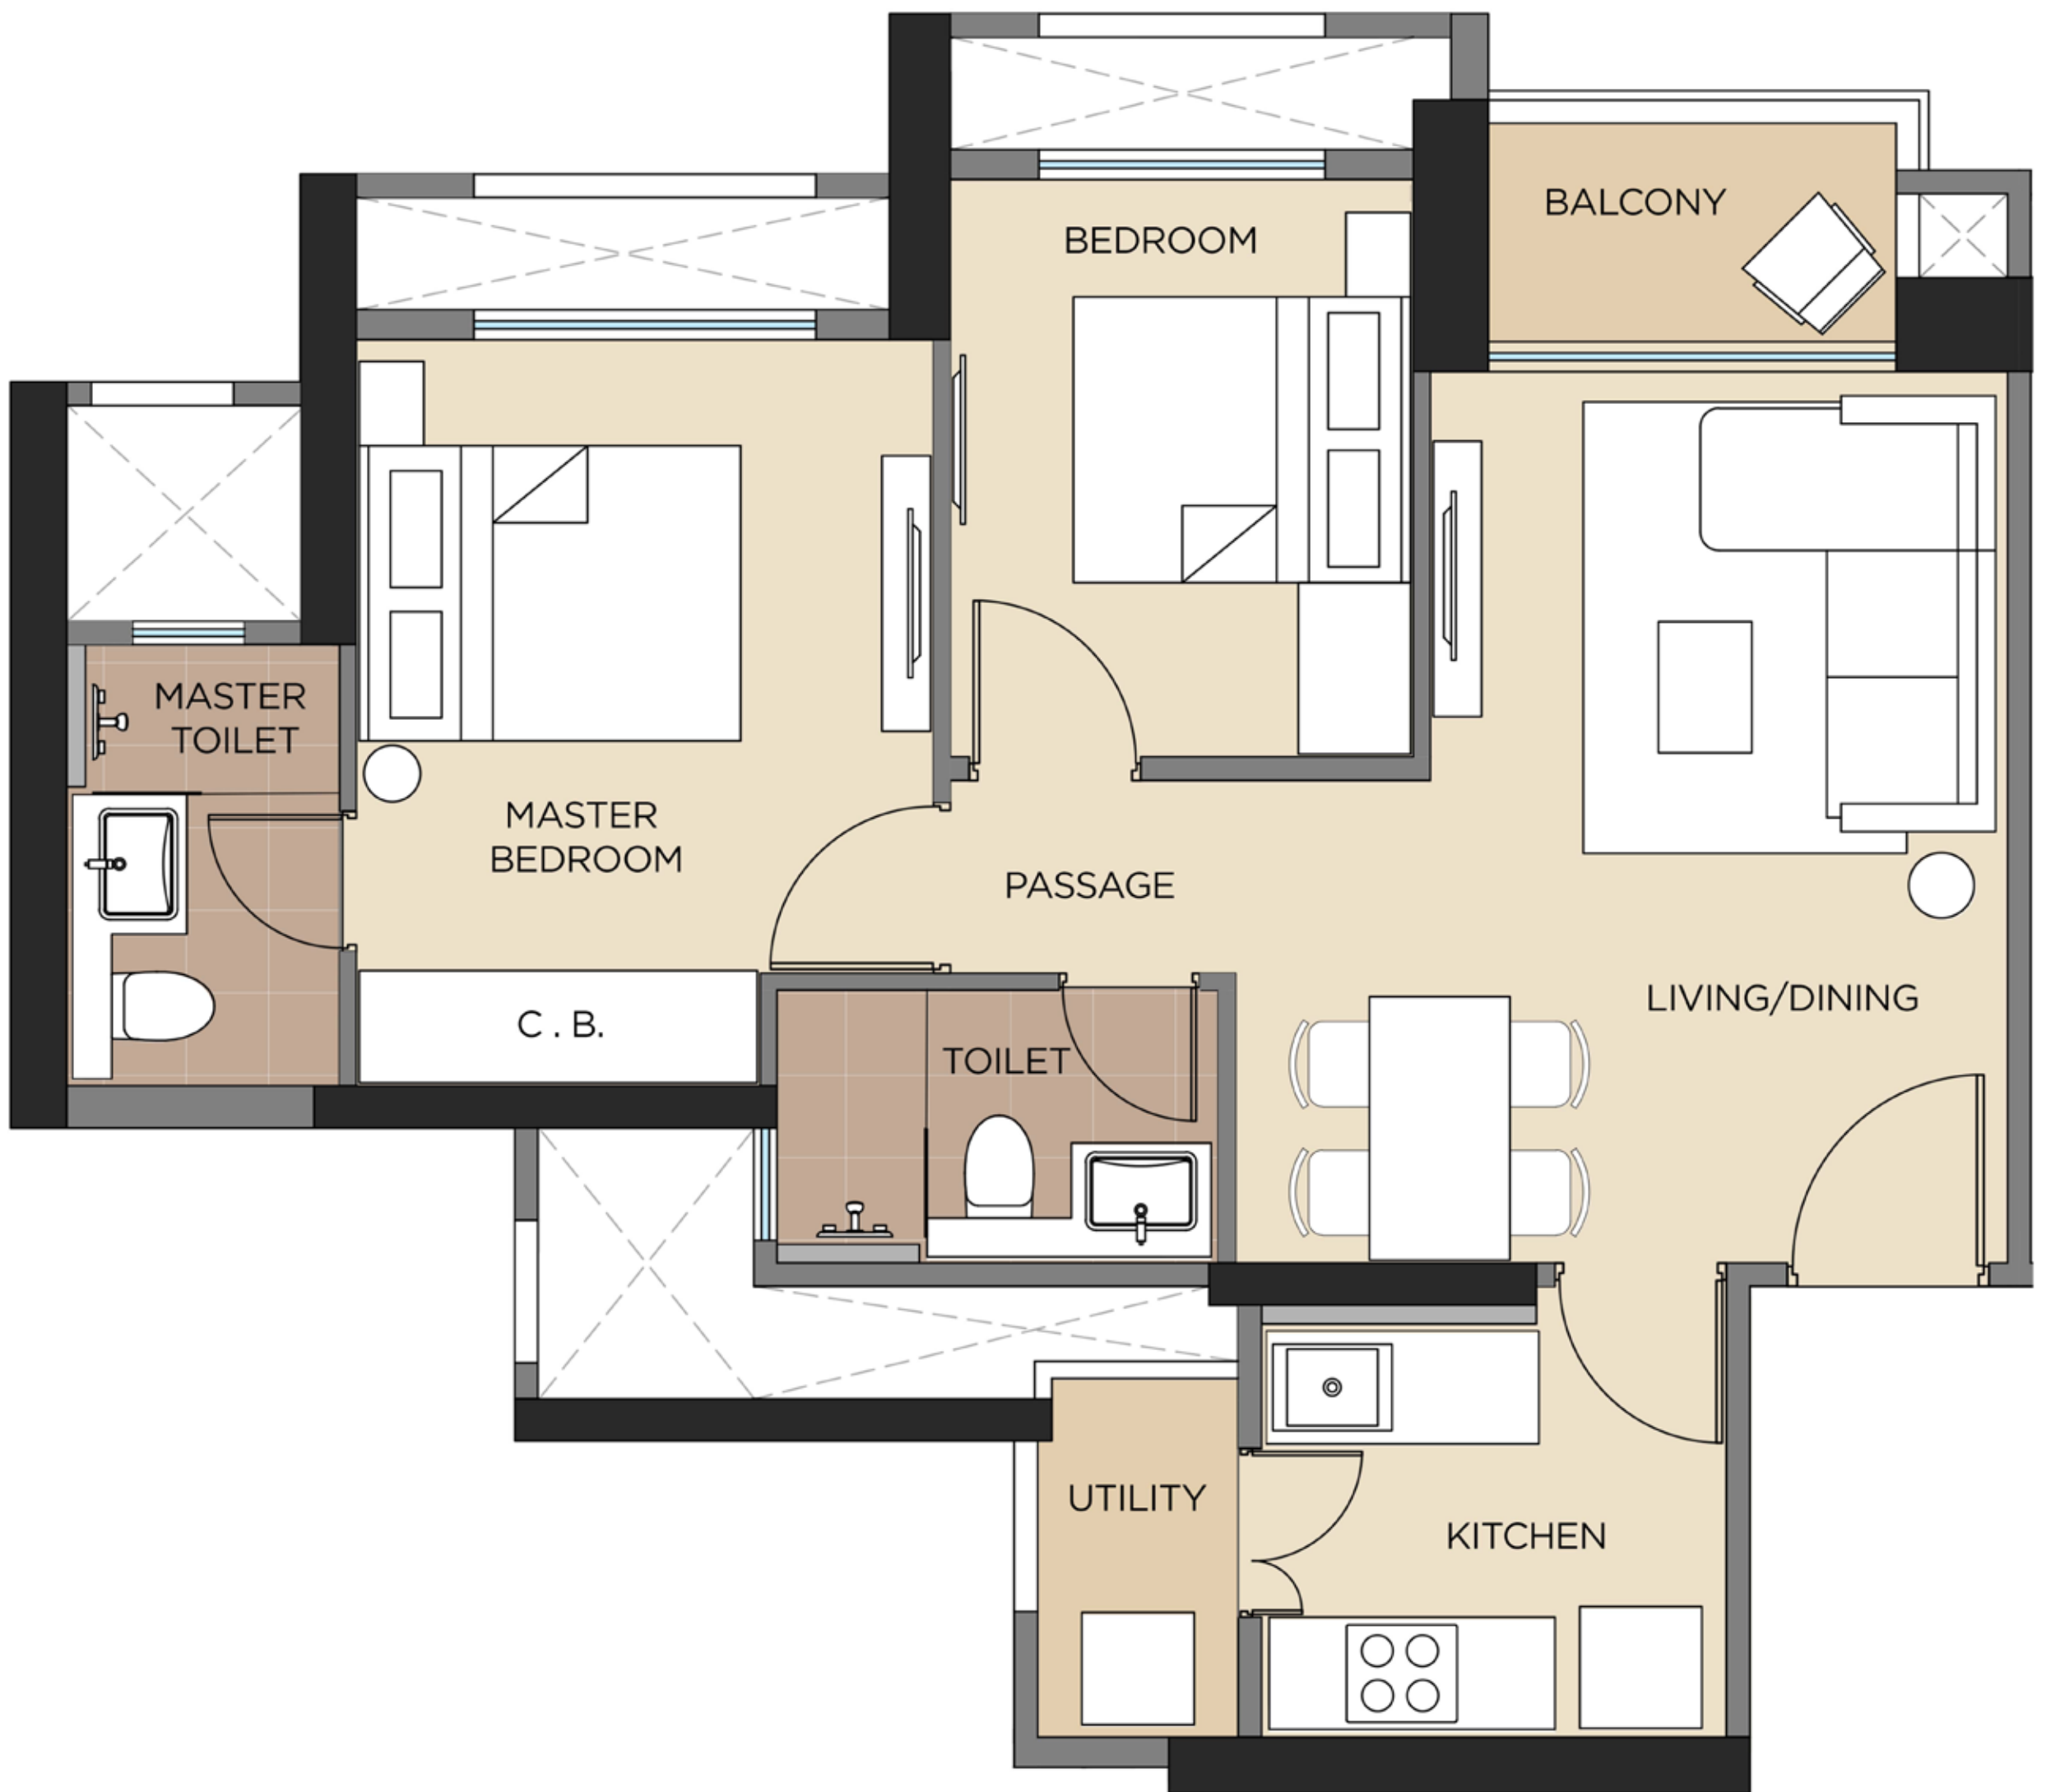 BALCONY
BEDROOM
MASTER
TOILET
MASTER
BEDROOM
PASSAGE
LIVING/DINING
C . B.
TOILET
UTILITY
KITCHEN